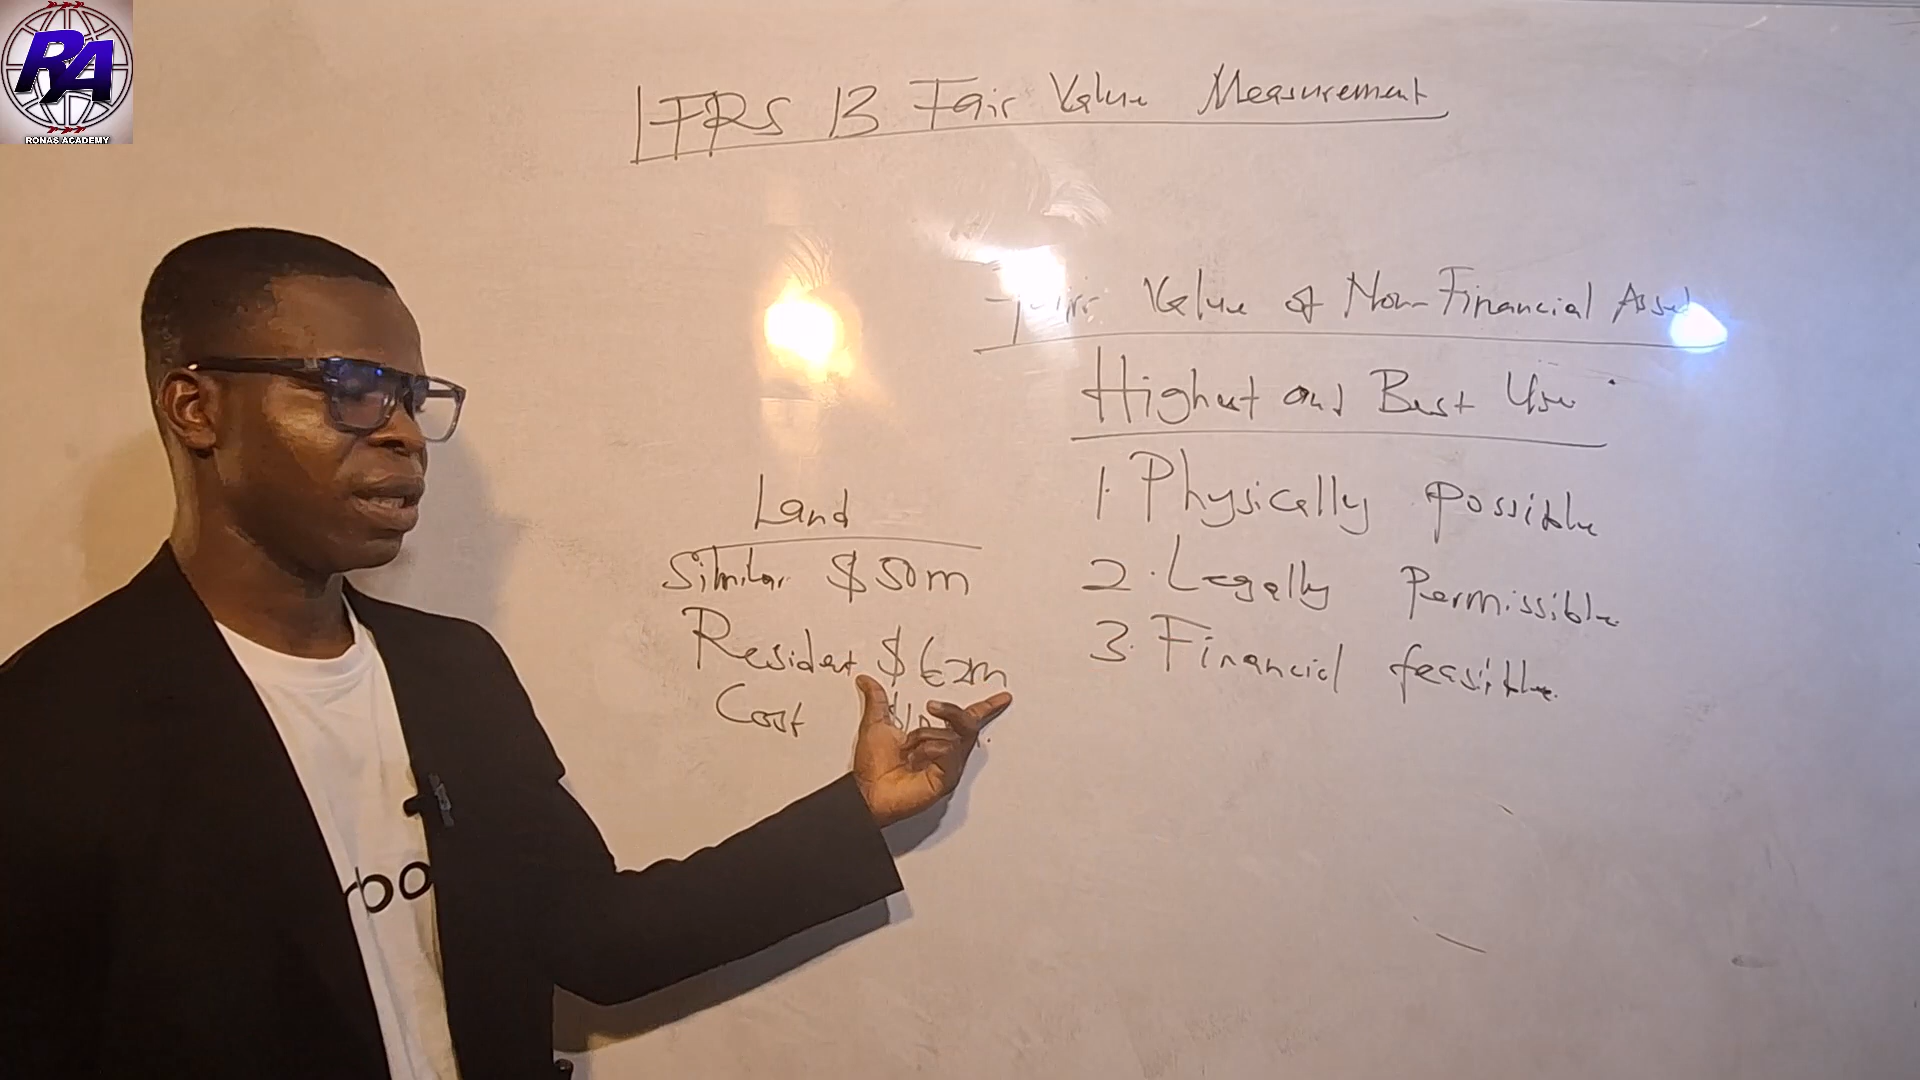 RA
RONAS ACADEMY
IFRS 13 Fair Value Measurement
Value of Non-Financial Asset
Highest and Best Use
1. Physically possible
2. Legally Permissible
3. Financial feasible
Land
Similar $50m
Resident $62m
Cost
rbo